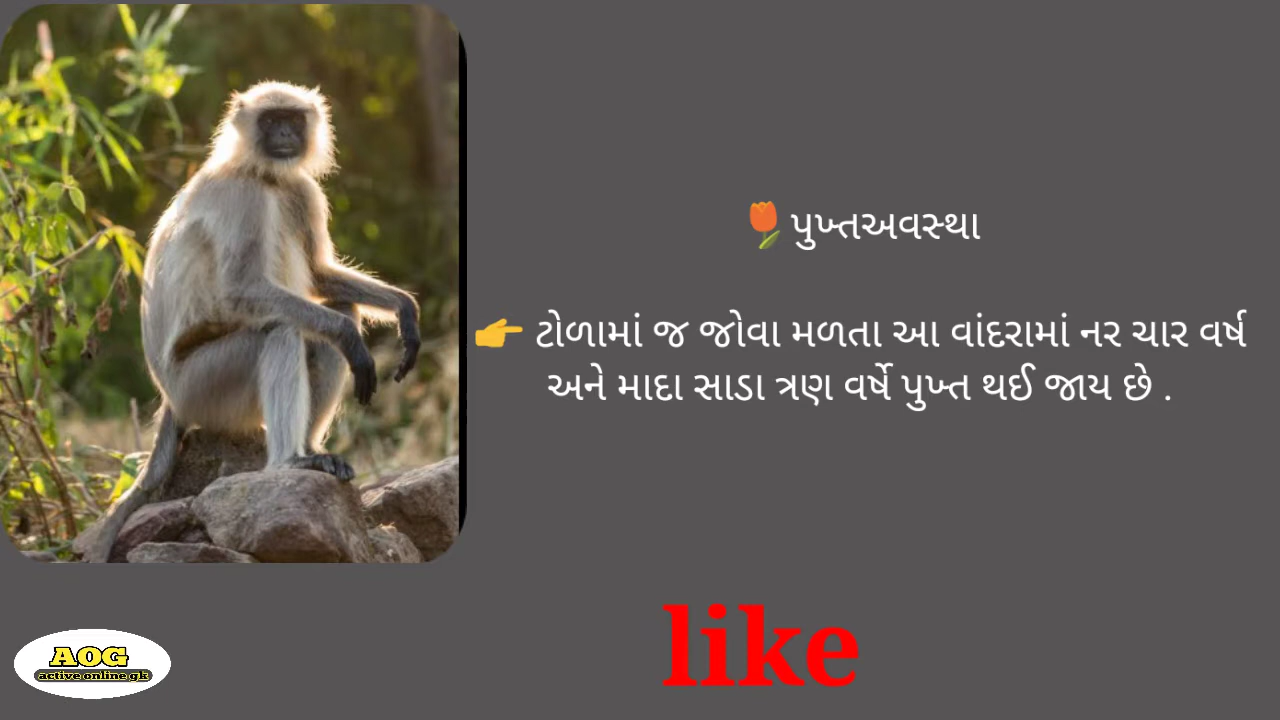 🌷પુખ્તઅવસ્થા
👉 ટોળામાં જ જોવા મળતા આ વાંદરામાં નર ચાર વર્ષ
અને માદા સાડા ત્રણ વર્ષે પુખ્ત થઈ જાય છે .
like
AOG
active online gk